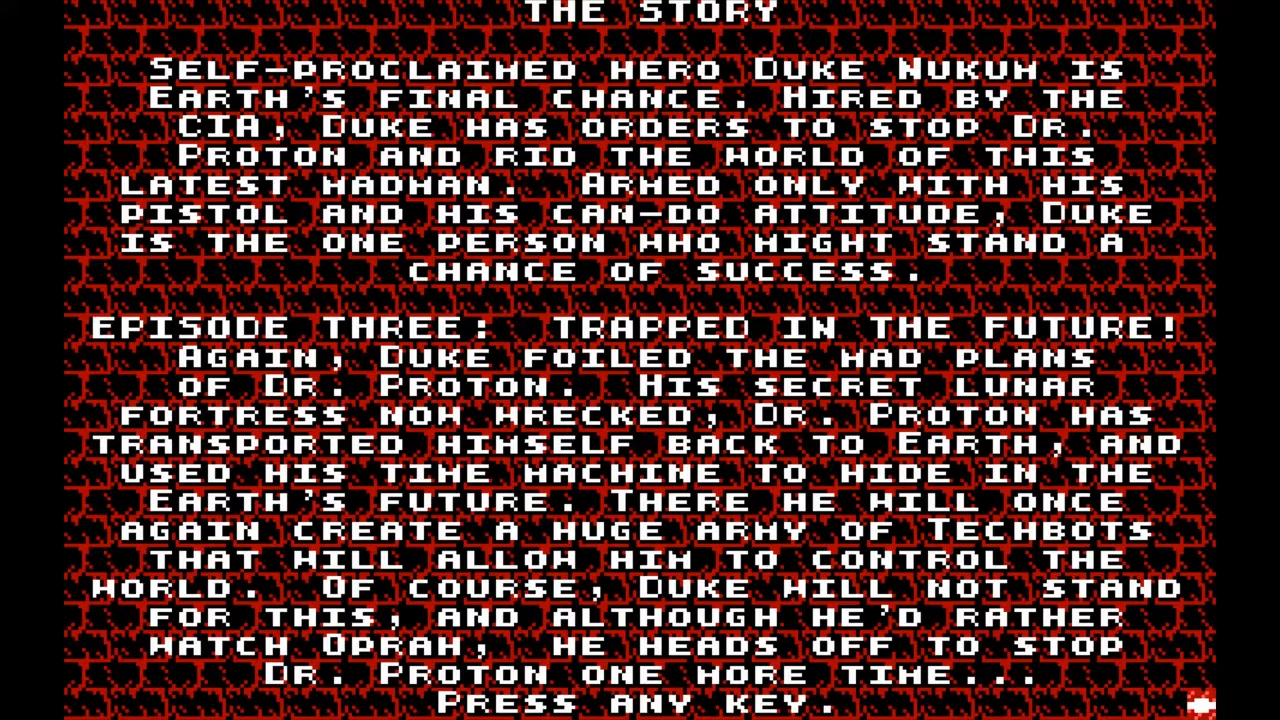 THE STORY
SELF-PROCLAIMED HERO DUKE NUKUM IS
EARTH'S FINAL CHANCE. HIRED BY THE
CIA, DUKE HAS ORDERS TO STOP DR.
PROTON AND RID THE WORLD OF THIS
LATEST MADMAN.  ARMED ONLY WITH HIS
PISTOL AND HIS CAN-DO ATTITUDE, DUKE
IS THE ONE PERSON WHO MIGHT STAND A
CHANCE OF SUCCESS.
EPISODE THREE:  TRAPPED IN THE FUTURE!
AGAIN, DUKE FOILED THE MAD PLANS
OF DR. PROTON.  HIS SECRET LUNAR
FORTRESS NOW WRECKED, DR. PROTON HAS
TRANSPORTED HIMSELF BACK TO EARTH, AND
USED HIS TIME MACHINE TO HIDE IN THE
EARTH'S FUTURE. THERE HE WILL ONCE
AGAIN CREATE A HUGE ARMY OF TECHBOTS
THAT WILL ALLOW HIM TO CONTROL THE
WORLD.  OF COURSE, DUKE WILL NOT STAND
FOR THIS, AND ALTHOUGH HE'D RATHER
WATCH OPRAH,  HE HEADS OFF TO STOP
DR. PROTON ONE MORE TIME...
PRESS ANY KEY.